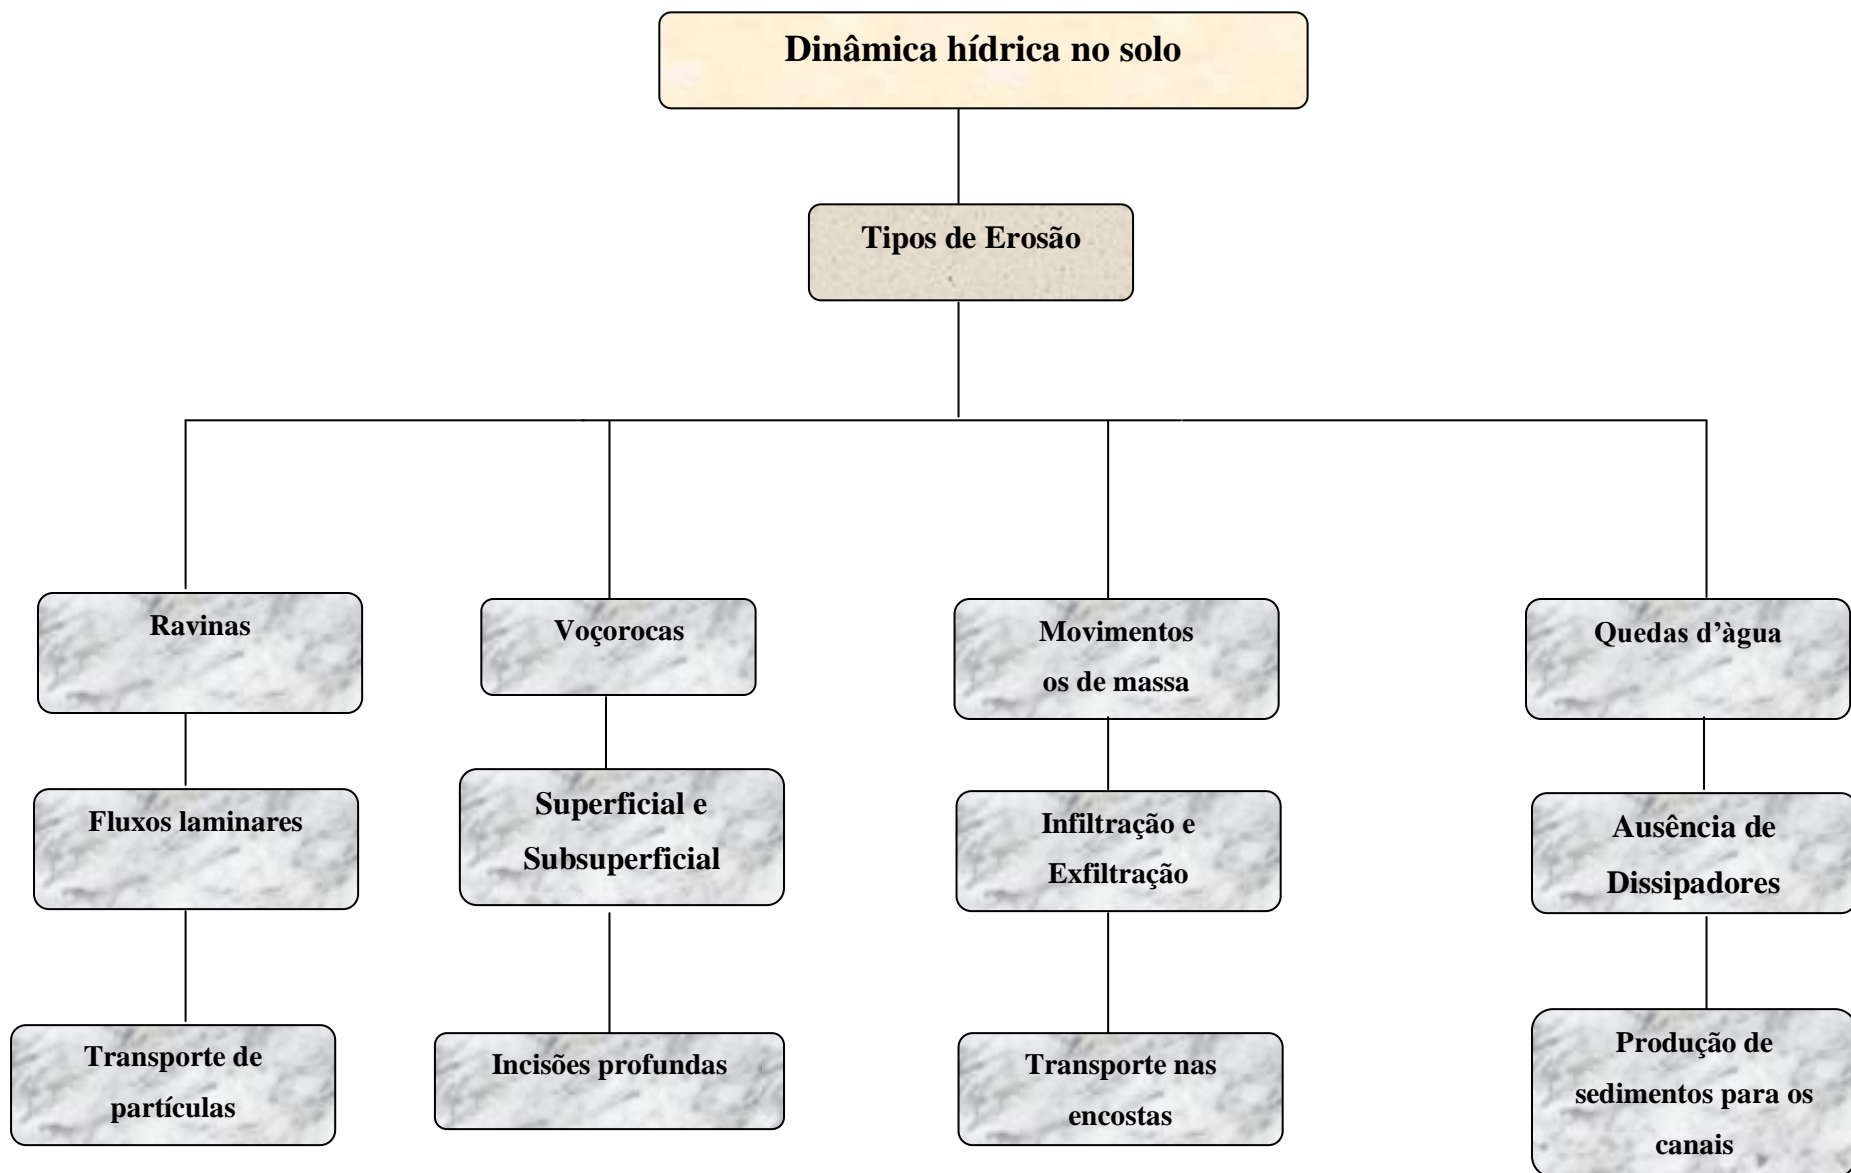 Dinâmica hídrica no solo
Tipos de Erosão
Ravinas
Voçorocas
Movimentos
os de massa
Quedas d’àgua
Fluxos laminares
Superficial e
Subsuperficial
Infiltração e
Exfiltração
Ausência de
Dissipadores
Transporte de
partículas
Incisões profundas
Transporte nas
encostas
Produção de
sedimentos para os
canais